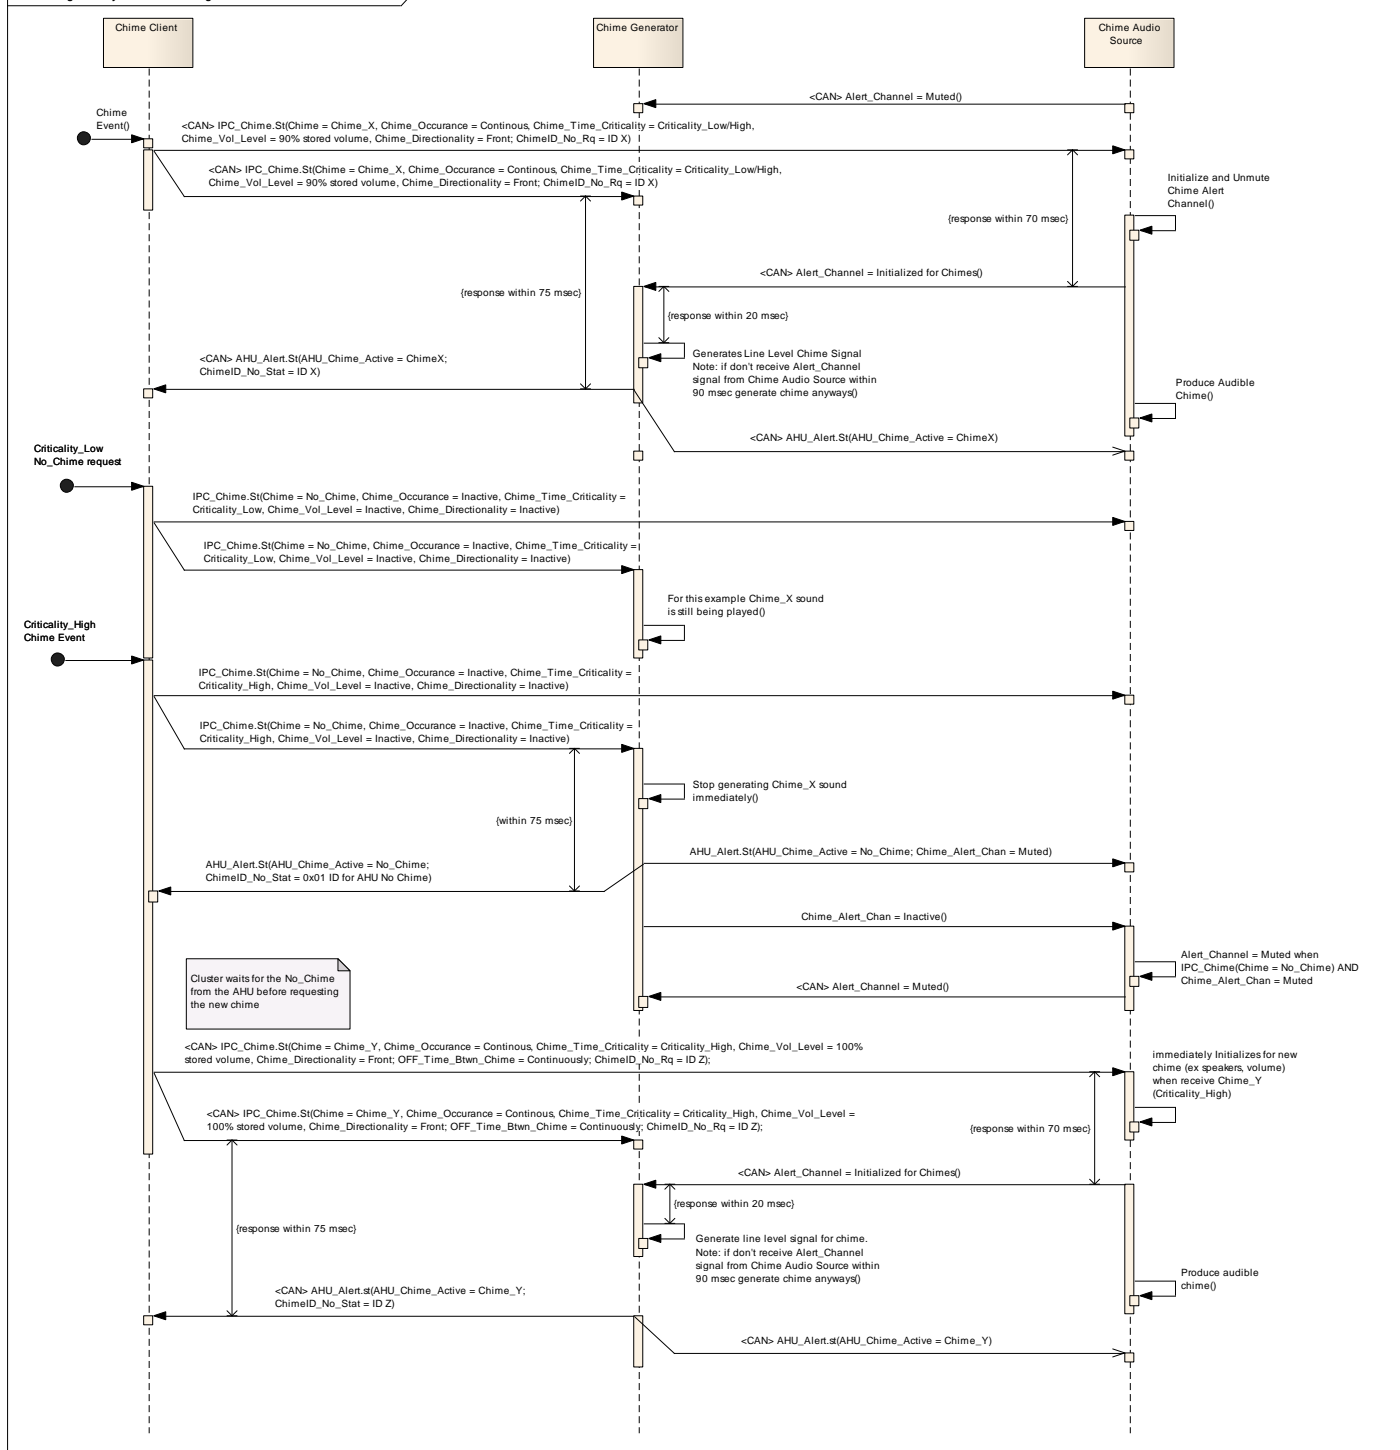 Chime Client
Chime Generator
Chime Audio
Source
<CAN> Alert_Channel = Muted()
Chime
Event()
<CAN> IPC_Chime.St(Chime = Chime_X, Chime_Occurance = Continous, Chime_Time_Criticality = Criticality_Low/High,
Chime_Vol_Level = 90% stored volume, Chime_Directionality = Front; ChimeID_No_Rq = ID X)
<CAN> IPC_Chime.St(Chime = Chime_X, Chime_Occurance = Continous, Chime_Time_Criticality = Criticality_Low/High,
Chime_Vol_Level = 90% stored volume, Chime_Directionality = Front; ChimeID_No_Rq = ID X)
Initialize and Unmute
Chime Alert
Channel()
{response within 70 msec}
<CAN> Alert_Channel = Initialized for Chimes()
{response within 75 msec}
{response within 20 msec}
<CAN> AHU_Alert.St(AHU_Chime_Active = ChimeX;
ChimeID_No_Stat = ID X)
Generates Line Level Chime Signal
Note: if don't receive Alert_Channel
signal from Chime Audio Source within
90 msec generate chime anyways()
Produce Audible
Chime()
<CAN> AHU_Alert.St(AHU_Chime_Active = ChimeX)
Criticality_Low
No_Chime request
IPC_Chime.St(Chime = No_Chime, Chime_Occurance = Inactive, Chime_Time_Criticality =
Criticality_Low, Chime_Vol_Level = Inactive, Chime_Directionality = Inactive)
IPC_Chime.St(Chime = No_Chime, Chime_Occurance = Inactive, Chime_Time_Criticality =
Criticality_Low, Chime_Vol_Level = Inactive, Chime_Directionality = Inactive)
For this example Chime_X sound
is still being played()
Criticality_High
Chime Event
IPC_Chime.St(Chime = No_Chime, Chime_Occurance = Inactive, Chime_Time_Criticality =
Criticality_High, Chime_Vol_Level = Inactive, Chime_Directionality = Inactive)
IPC_Chime.St(Chime = No_Chime, Chime_Occurance = Inactive, Chime_Time_Criticality =
Criticality_High, Chime_Vol_Level = Inactive, Chime_Directionality = Inactive)
Stop generating Chime_X sound
immediately()
{within 75 msec}
AHU_Alert.St(AHU_Chime_Active = No_Chime; Chime_Alert_Chan = Muted)
AHU_Alert.St(AHU_Chime_Active = No_Chime;
ChimeID_No_Stat = 0x01 ID for AHU No Chime)
Chime_Alert_Chan = Inactive()
Alert_Channel = Muted when
IPC_Chime(Chime = No_Chime) AND
Chime_Alert_Chan = Muted
Cluster waits for the No_Chime
from the AHU before requesting
the new chime
<CAN> Alert_Channel = Muted()
<CAN> IPC_Chime.St(Chime = Chime_Y, Chime_Occurance = Continous, Chime_Time_Criticality = Criticality_High, Chime_Vol_Level = 100%
stored volume, Chime_Directionality = Front; OFF_Time_Btwn_Chime = Continuously; ChimeID_No_Rq = ID Z);
immediately Initializes for new
chime (ex speakers, volume)
when receive Chime_Y
(Criticality_High)
<CAN> IPC_Chime.St(Chime = Chime_Y, Chime_Occurance = Continous, Chime_Time_Criticality = Criticality_High, Chime_Vol_Level =
100% stored volume, Chime_Directionality = Front; OFF_Time_Btwn_Chime = Continuously; ChimeID_No_Rq = ID Z);
{response within 70 msec}
<CAN> Alert_Channel = Initialized for Chimes()
{response within 20 msec}
{response within 75 msec}
Generate line level signal for chime.
Note: if don't receive Alert_Channel
signal from Chime Audio Source within
90 msec generate chime anyways()
Produce audible
chime()
<CAN> AHU_Alert.st(AHU_Chime_Active = Chime_Y;
ChimeID_No_Stat = ID Z)
<CAN> AHU_Alert.st(AHU_Chime_Active = Chime_Y)